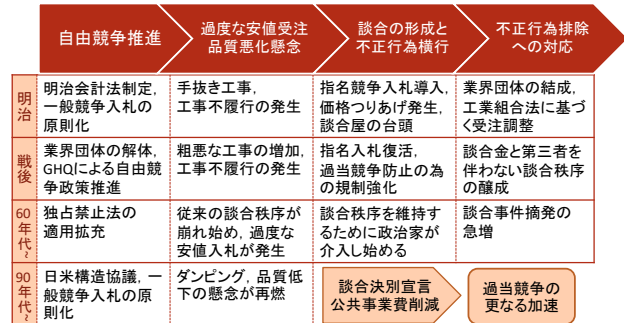 自由競争推進
過度な安値受注
品質悪化懸念
談合の形成と
不正行為横行
不正行為排除
への対応
明治
明治会計法制定,
一般競争入札の
原則化
手抜き工事,
工事不履行の発生
指名競争入札導入,
価格つりあげ発生,
談合屋の台頭
業界団体の結成,
工業組合法に基づ
く受注調整
戦後
業界団体の解体,
GHQによる自由競
争政策推進
粗悪な工事の増加,
工事不履行の発生
指名入札復活,
過当競争防止の為
の規制強化
談合金と第三者を
伴わない談合秩序
の醸成
60年代~
独占禁止法の
適用拡充
従来の談合秩序が
崩れ始め,過度な
安値入札が発生
談合秩序を維持す
るために政治家が
介入し始める
談合事件摘発の
急増
90年代~
日米構造協議,一
般競争入札の原
則化
ダンピング,品質低
下の懸念が再燃
談合決別宣言
公共事業費削減
過当競争の
更なる加速